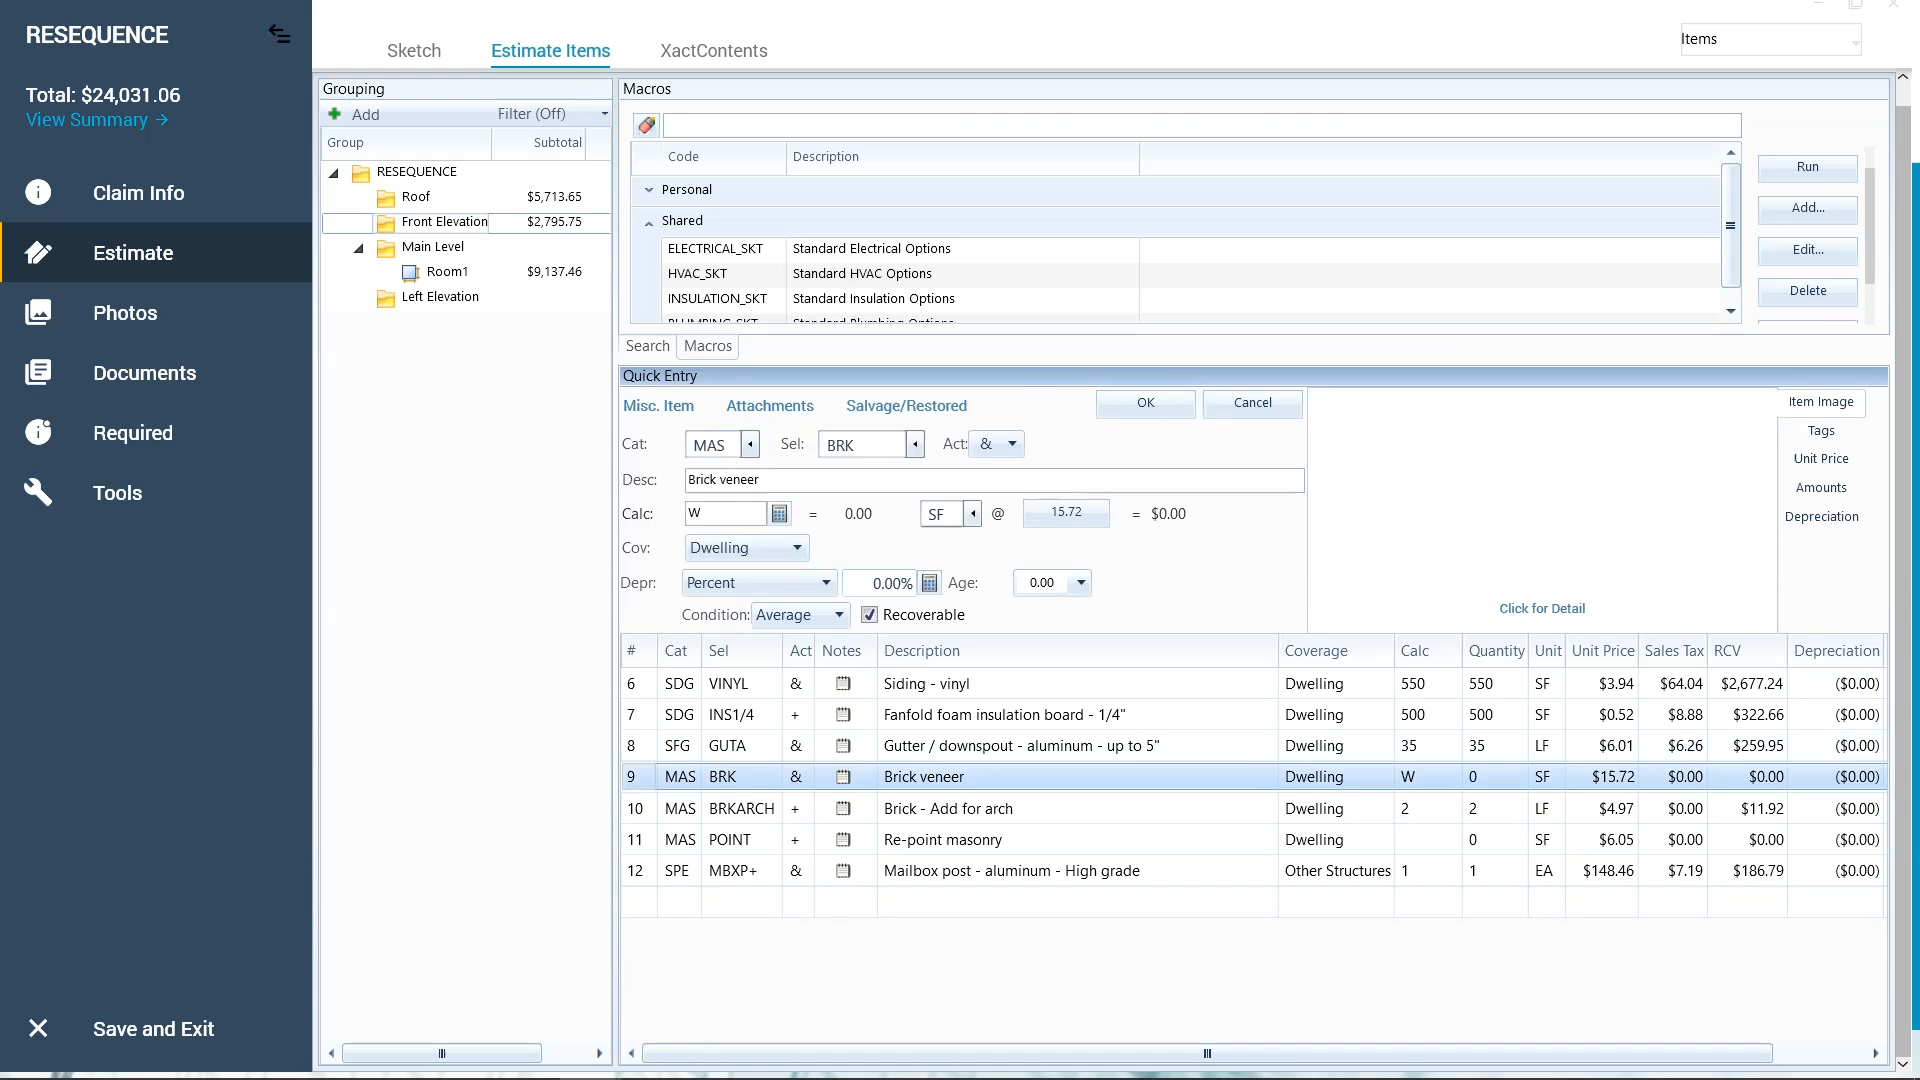 RESEQUENCE
Total: $24,031.06
View Summary →
Claim Info
Estimate
Photos
Documents
Required
Tools
Save and Exit
Sketch Estimate Items XactContents
Items
Grouping
Add Filter (Off)
Group Subtotal
RESEQUENCE
Roof $5,713.65
Front Elevation $2,795.75
Main Level
Room1 $9,137.46
Left Elevation
Macros
Code Description
Personal
Shared
ELECTRICAL_SKT Standard Electrical Options
HVAC_SKT Standard HVAC Options
INSULATION_SKT Standard Insulation Options
PLUMBING_SKT Standard Plumbing Options
Run
Add...
Edit...
Delete
Search Macros
Quick Entry
Misc. Item Attachments Salvage/Restored OK Cancel
Cat: MAS Sel: BRK Act: &
Desc: Brick veneer
Calc: W = 0.00 SF @ 15.72 = $0.00
Cov: Dwelling
Depr: Percent 0.00% Age: 0.00
Condition: Average Recoverable
Click for Detail
Item Image
Tags
Unit Price
Amounts
Depreciation
# Cat Sel Act Notes Description Coverage Calc Quantity Unit Unit Price Sales Tax RCV Depreciation
6 SDG VINYL & Siding - vinyl Dwelling 550 550 SF $3.94 $64.04 $2,677.24 ($0.00)
7 SDG INS1/4 + Fanfold foam insulation board - 1/4" Dwelling 500 500 SF $0.52 $8.88 $322.66 ($0.00)
8 SFG GUTA & Gutter / downspout - aluminum - up to 5" Dwelling 35 35 LF $6.01 $6.26 $259.95 ($0.00)
9 MAS BRK & Brick veneer Dwelling W 0 SF $15.72 $0.00 $0.00 ($0.00)
10 MAS BRKARCH + Brick - Add for arch Dwelling 2 2 LF $4.97 $0.00 $11.92 ($0.00)
11 MAS POINT + Re-point masonry Dwelling 0 SF $6.05 $0.00 $0.00 ($0.00)
12 SPE MBXP+ & Mailbox post - aluminum - High grade Other Structures 1 1 EA $148.46 $7.19 $186.79 ($0.00)